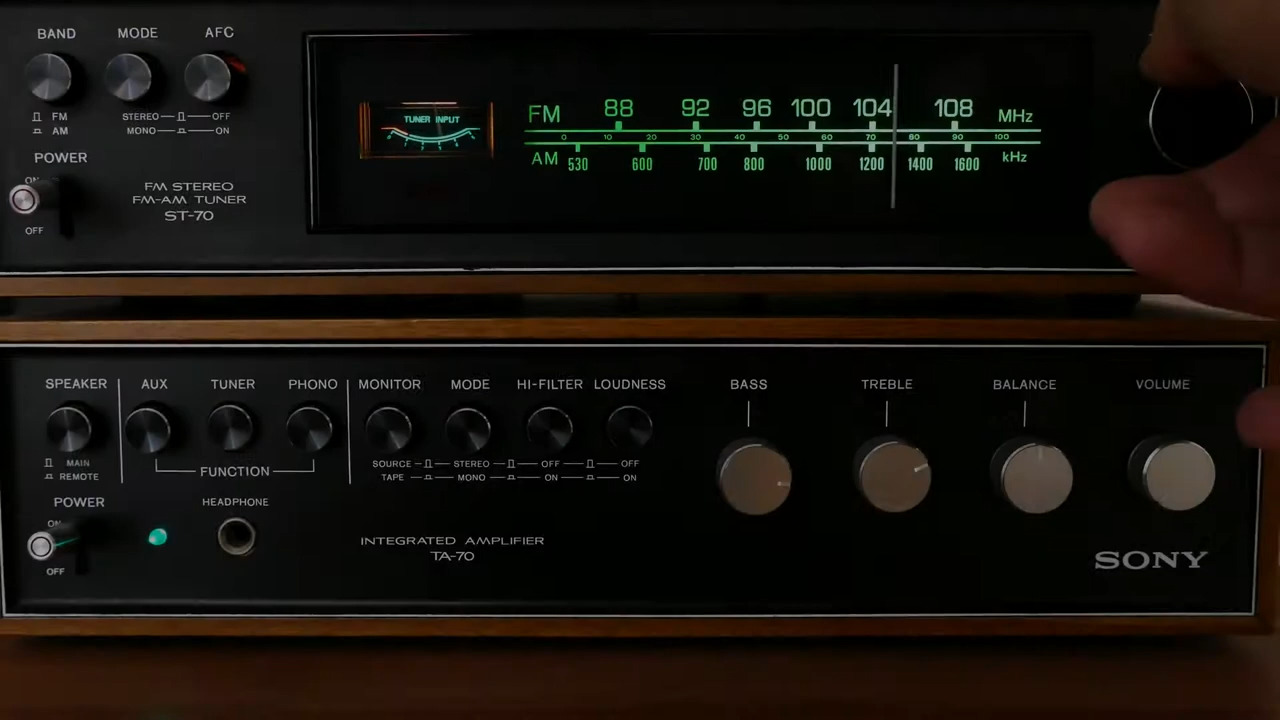 BAND MODE AFC
FM STEREO OFF
AM MONO ON
POWER
ON
OFF
FM STEREO
FM-AM TUNER
ST-70
TUNER INPUT
FM 88 92 96 100 104 108 MHz
0 10 20 30 40 50 60 70 80 90 100
AM 530 600 700 800 1000 1200 1400 1600 kHz
SPEAKER AUX TUNER PHONO MONITOR MODE HI-FILTER LOUDNESS BASS TREBLE BALANCE VOLUME
MAIN SOURCE STEREO OFF OFF
REMOTE FUNCTION TAPE MONO ON ON
POWER HEADPHONE
ON
OFF
INTEGRATED AMPLIFIER
TA-70
SONY